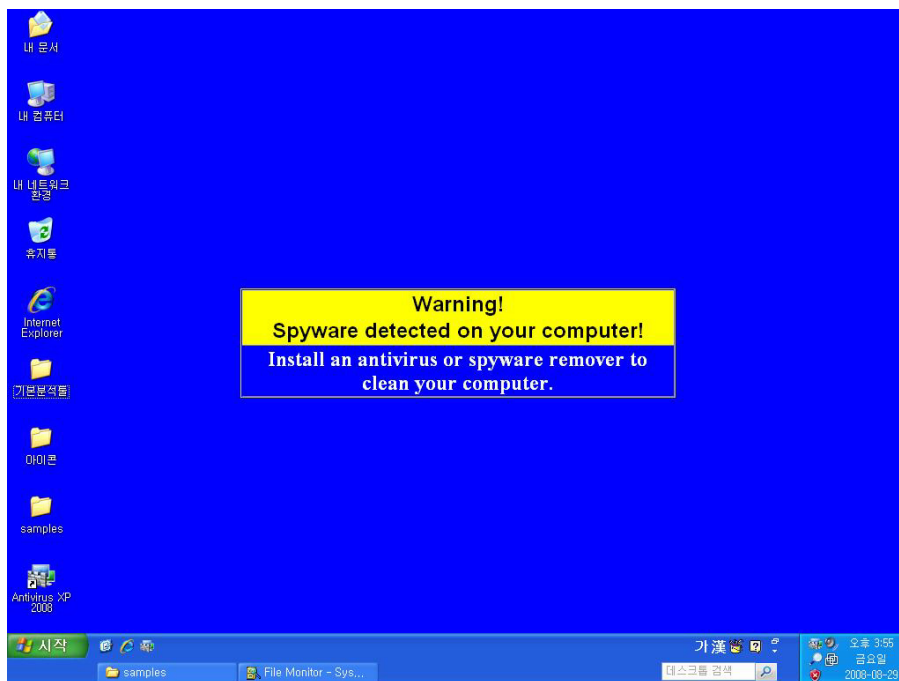 내 문서
내 컴퓨터
내 네트워크
환경
휴지통
Internet
Explorer
기본분석툴
아이콘
samples
Antivirus XP
2008
Warning!
Spyware detected on your computer!
Install an antivirus or spyware remover to
clean your computer.
시작
samples
File Monitor - Sys...
가漢
데스크톱 검색
오후 3:55
금요일
2008-08-29